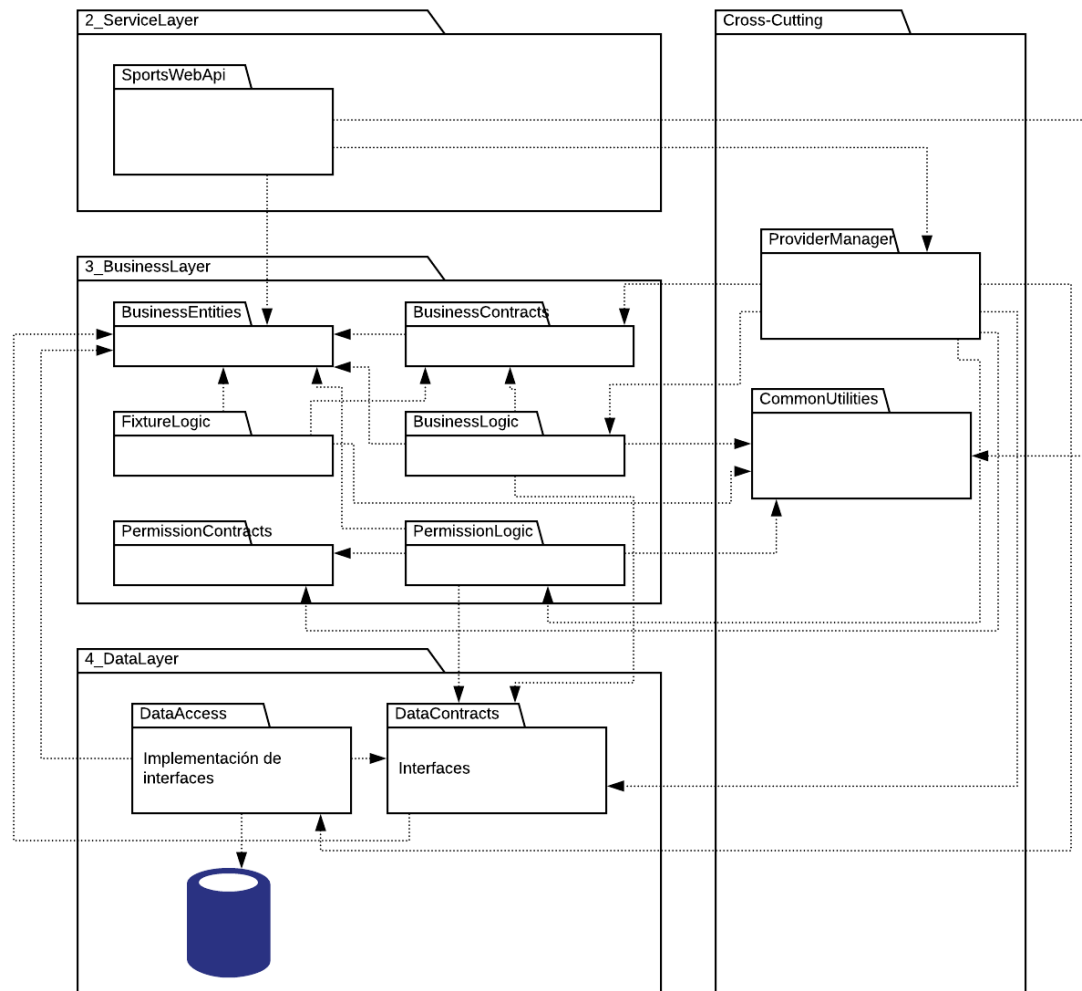 2_ServiceLayer
Cross-Cutting
SportsWebApi
ProviderManager
3_BusinessLayer
BusinessEntities
BusinessContracts
CommonUtilities
FixtureLogic
BusinessLogic
PermissionContracts
PermissionLogic
4_DataLayer
DataAccess
DataContracts
Implementación de
interfaces
Interfaces